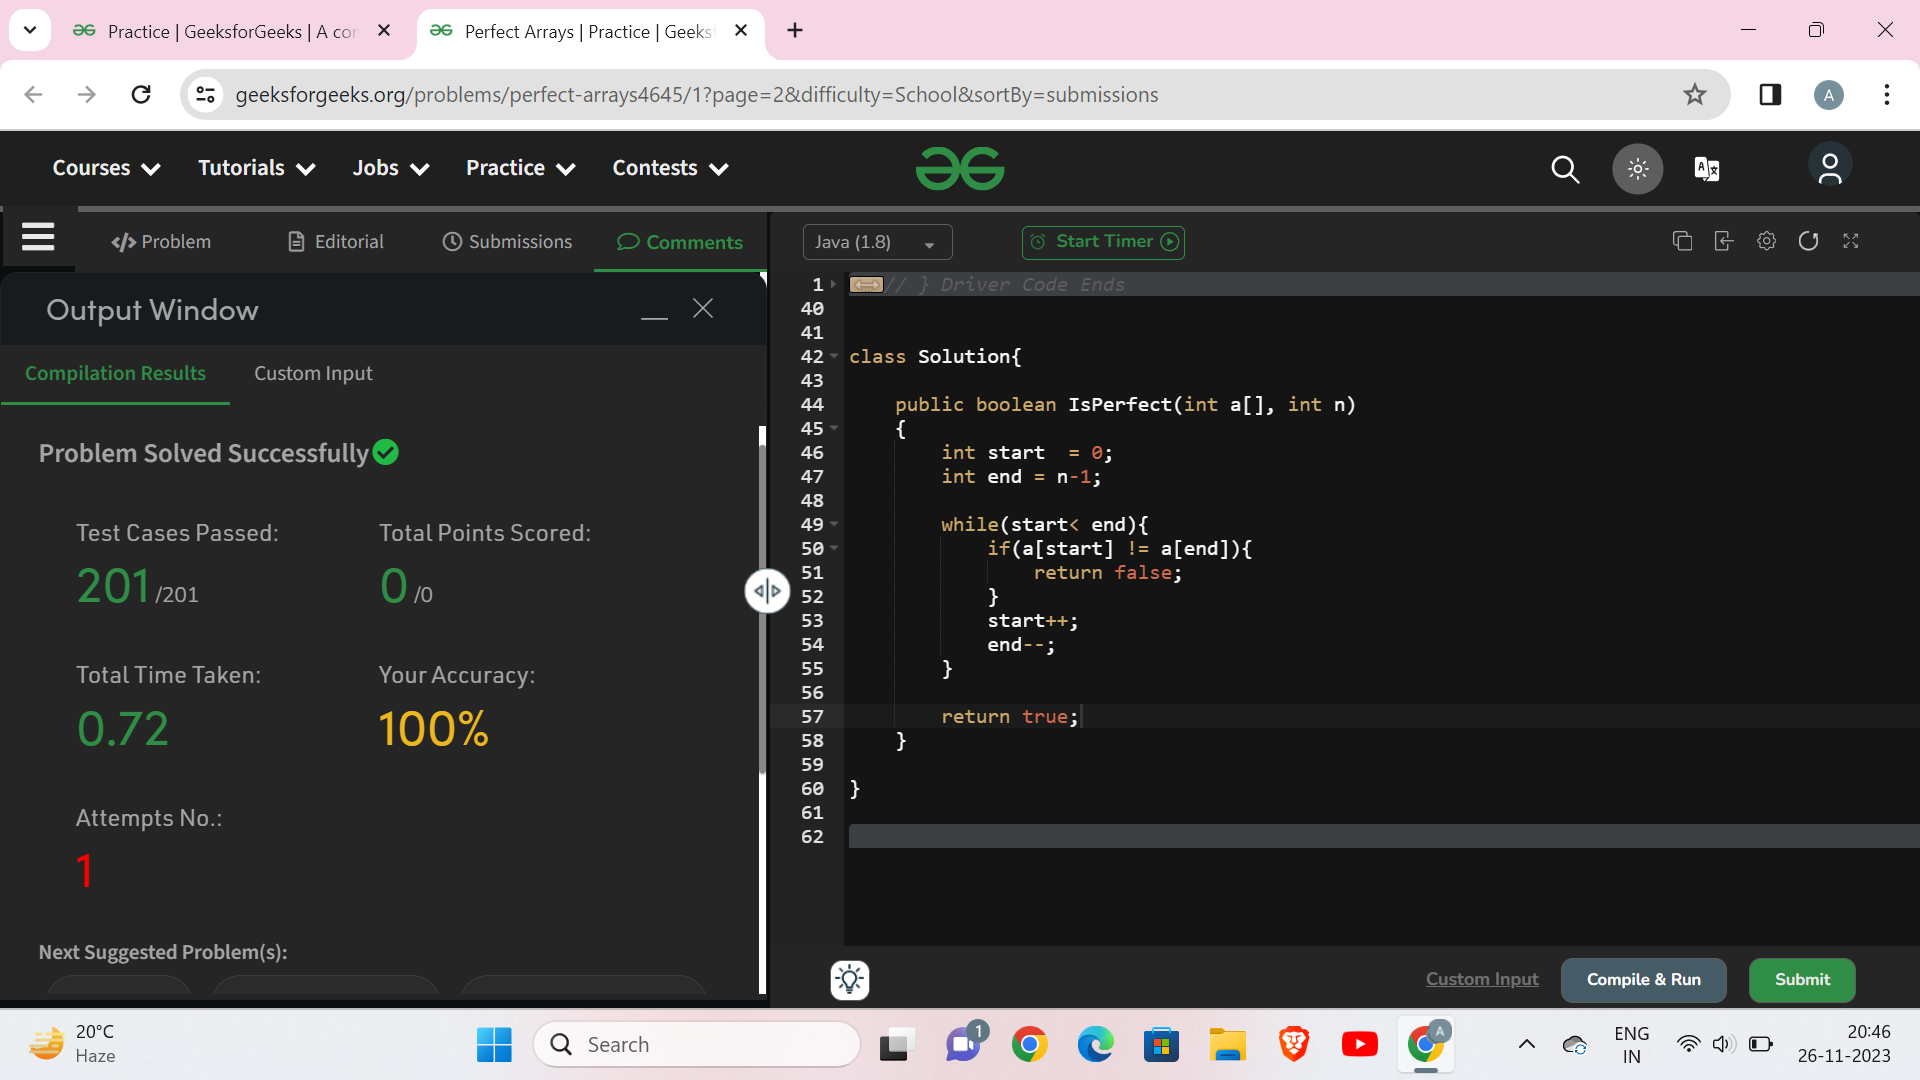 Practice | GeeksforGeeks | A co
Perfect Arrays | Practice | Geeks
geeksforgeeks.org/problems/perfect-arrays4645/1?page=2&difficulty=School&sortBy=submissions
A
Courses
Tutorials
Jobs
Practice
Contests
Problem
Editorial
Submissions
Comments
Java (1.8)
Start Timer
Output Window
Compilation Results
Custom Input
Problem Solved Successfully
Test Cases Passed:
Total Points Scored:
201 /201
0 /0
Total Time Taken:
Your Accuracy:
0.72
100%
Attempts No.:
1
Next Suggested Problem(s):
1 // } Driver Code Ends
40
41
42 class Solution{
43
44 public boolean IsPerfect(int a[], int n)
45 {
46 int start  = 0;
47 int end = n-1;
48
49 while(start< end){
50 if(a[start] != a[end]){
51 return false;
52 }
53 start++;
54 end--;
55 }
56
57 return true;
58 }
59
60 }
61
62
Custom Input
Compile & Run
Submit
20°C
Haze
Search
1
A
ENG
IN
20:46
26-11-2023